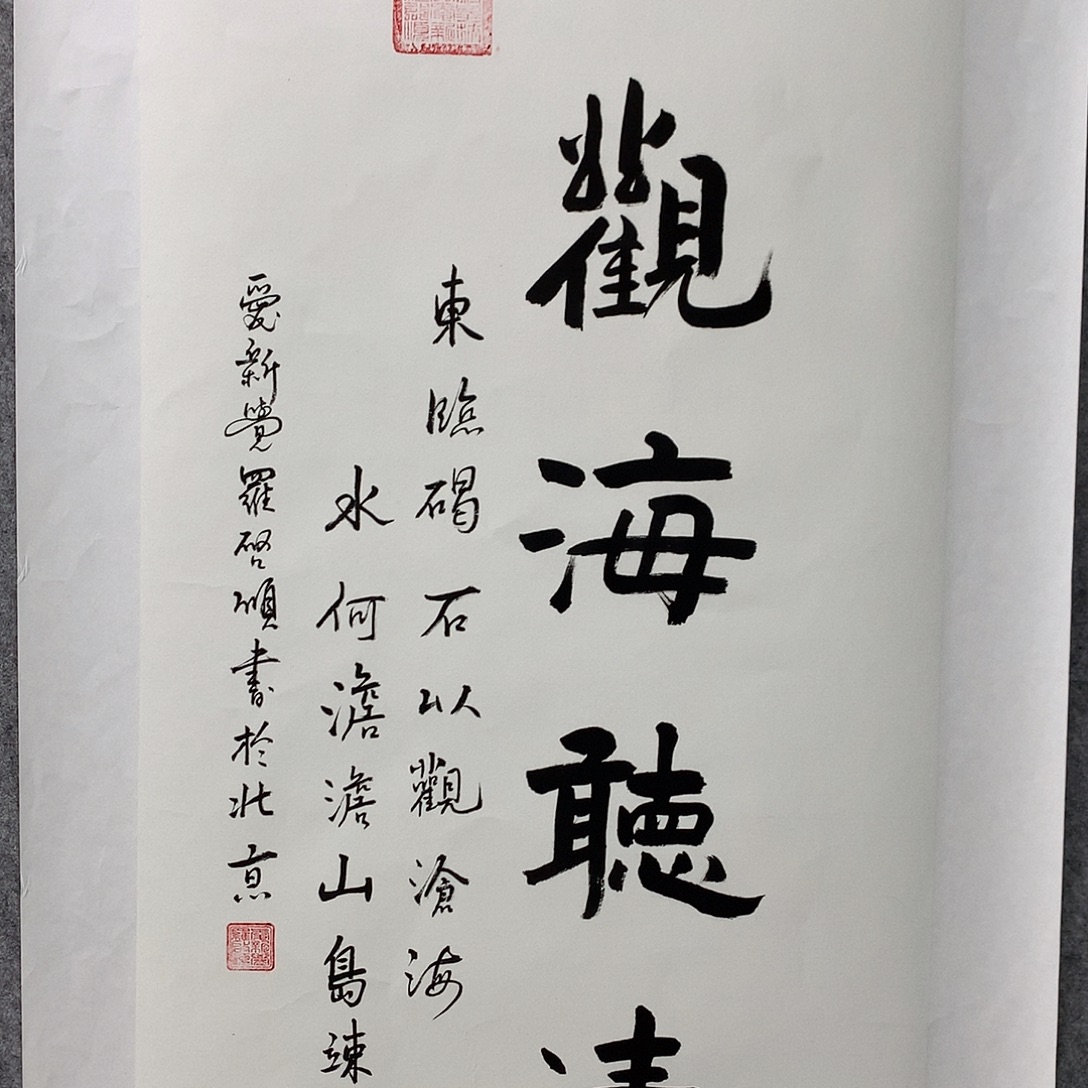 觀海聽
東臨碣石以觀滄海
水何澹澹山島竦
愛新覺羅啓順書於北京